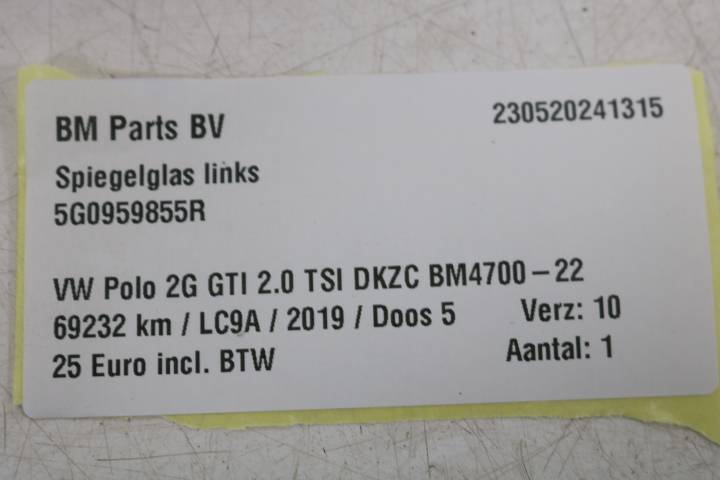 BM Parts BV 230520241315
Spiegelglas links
5G0959855R
VW Polo 2G GTI 2.0 TSI DKZC BM4700-22
69232 km / LC9A / 2019 / Doos 5 Verz: 10
25 Euro incl. BTW Aantal: 1